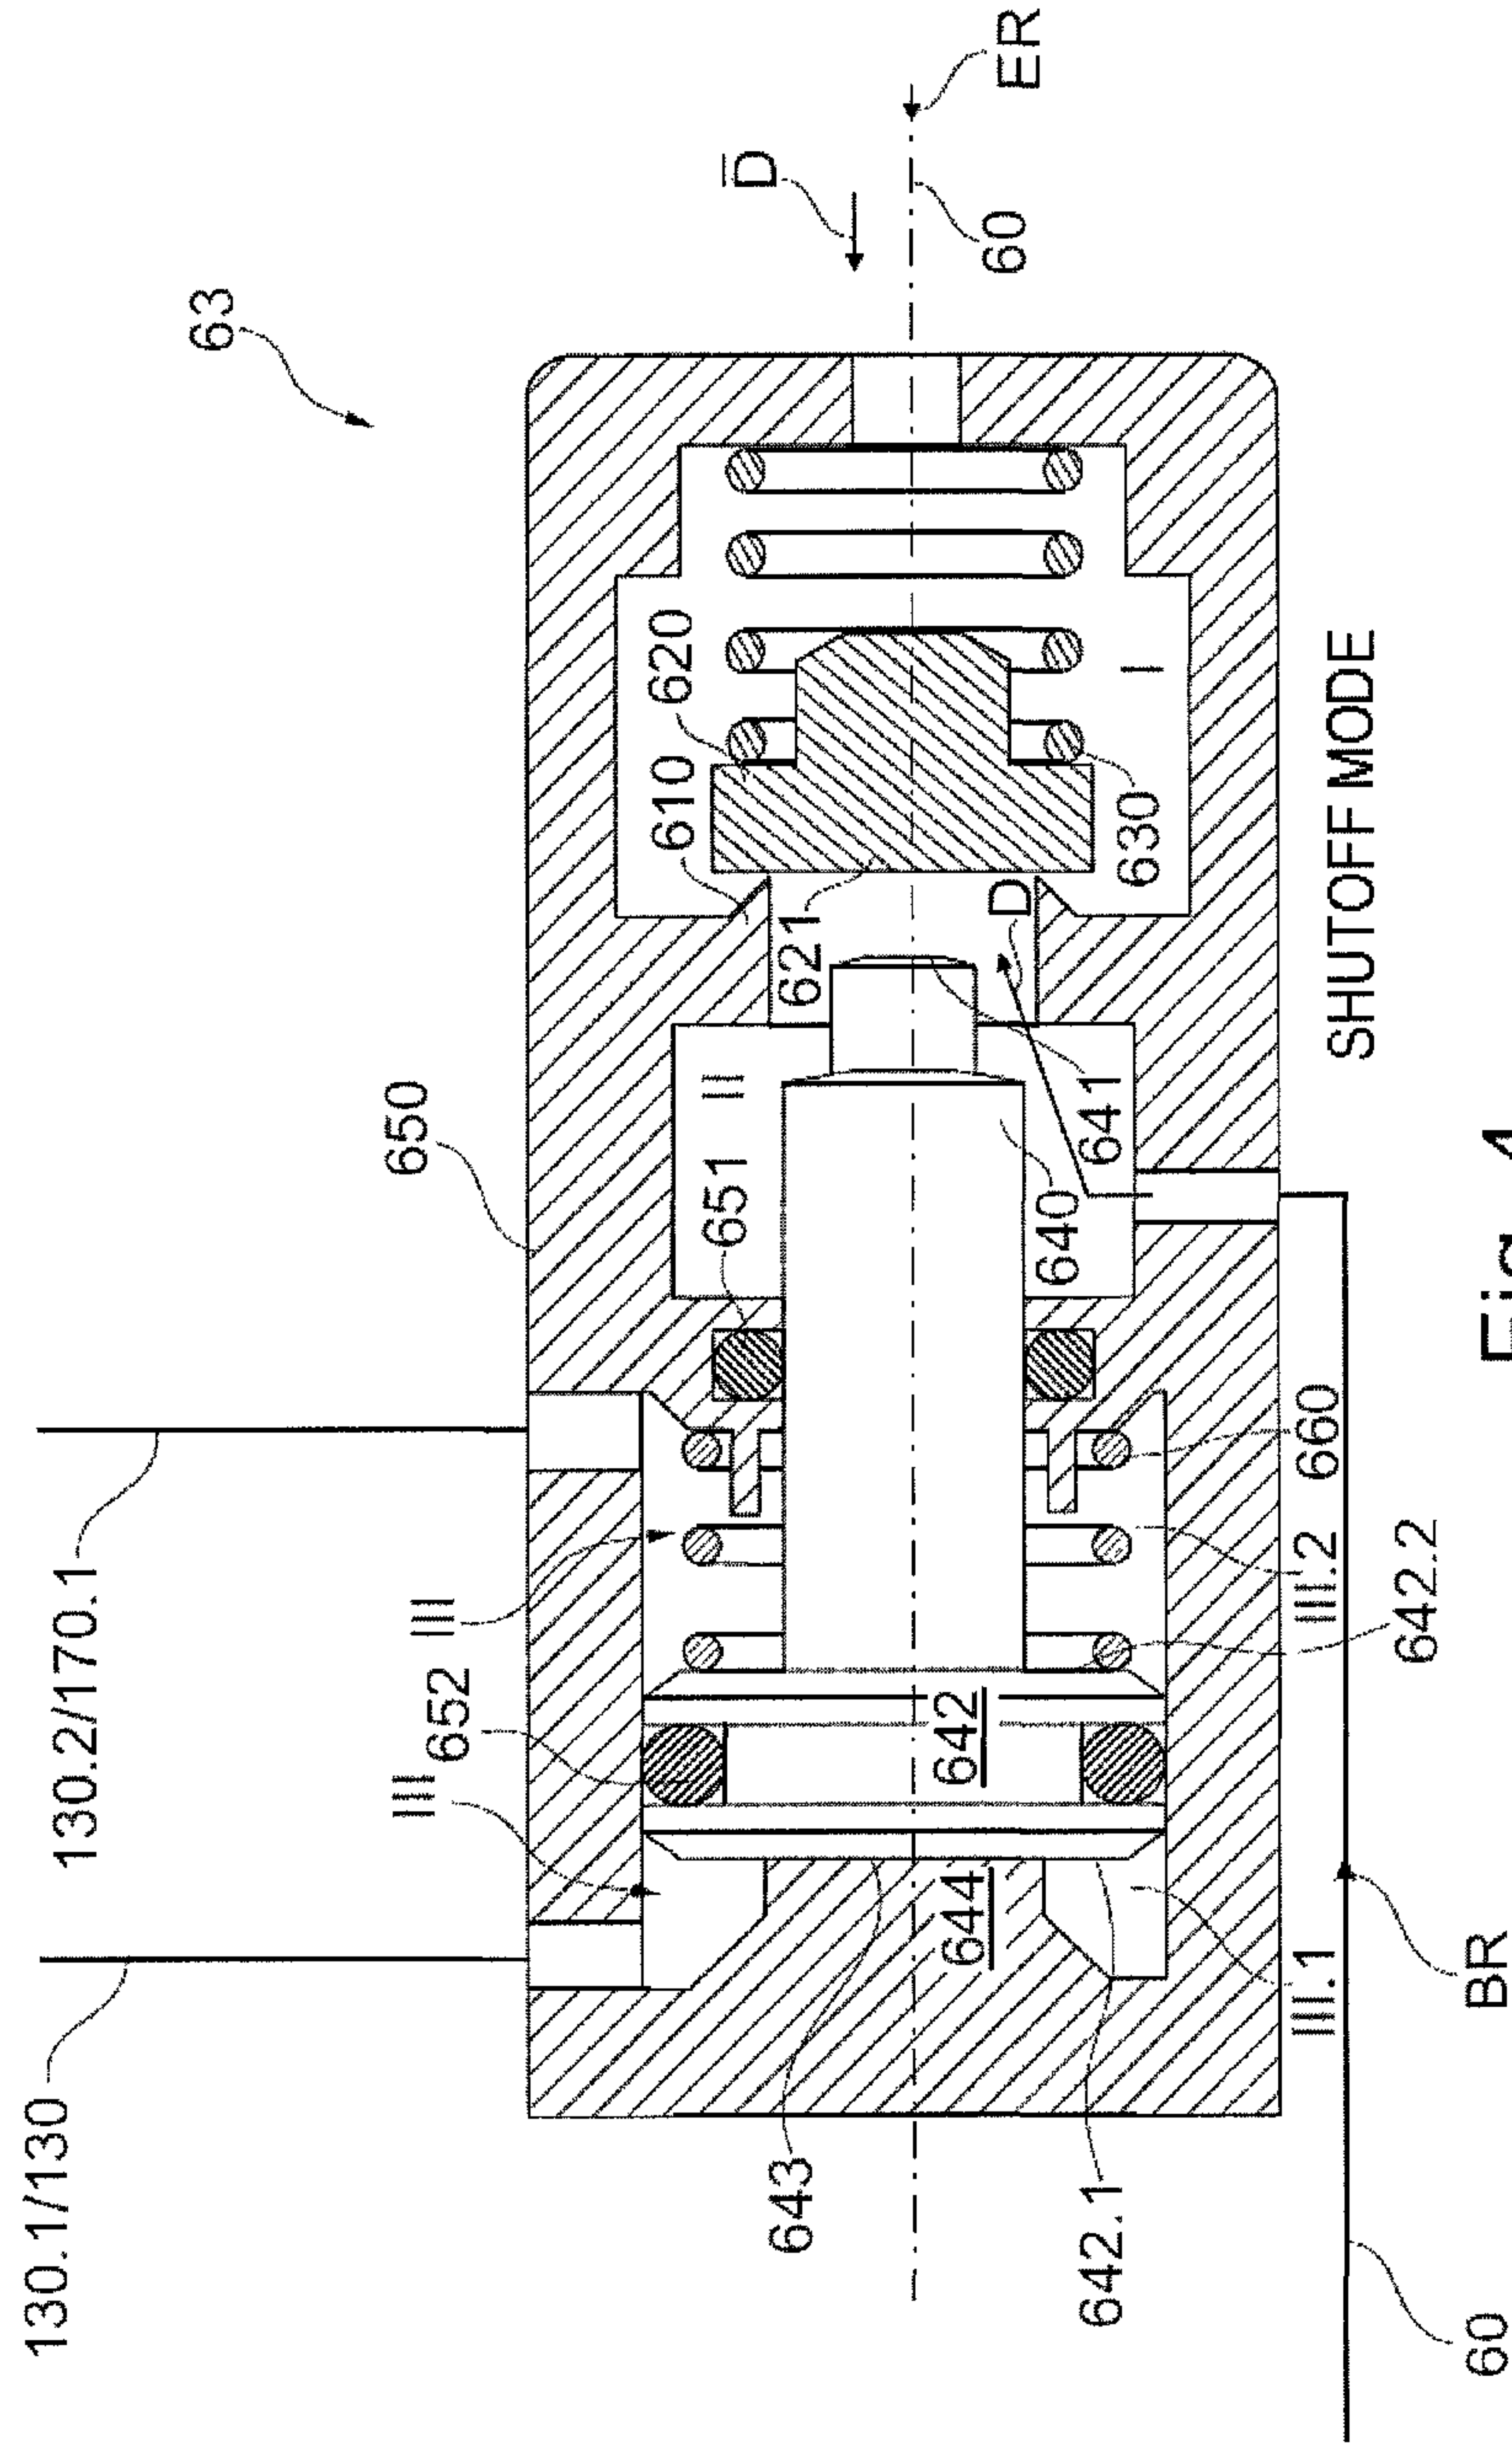 130.1/130
130.2/170.1
63
III
III
650
652
651
II
610
620
D̄
643
621
644
642
D
60
ER
642.1
640
641
630
I
III.1
III.2
660
SHUTOFF MODE
642.2
60
BR
Fig. 4